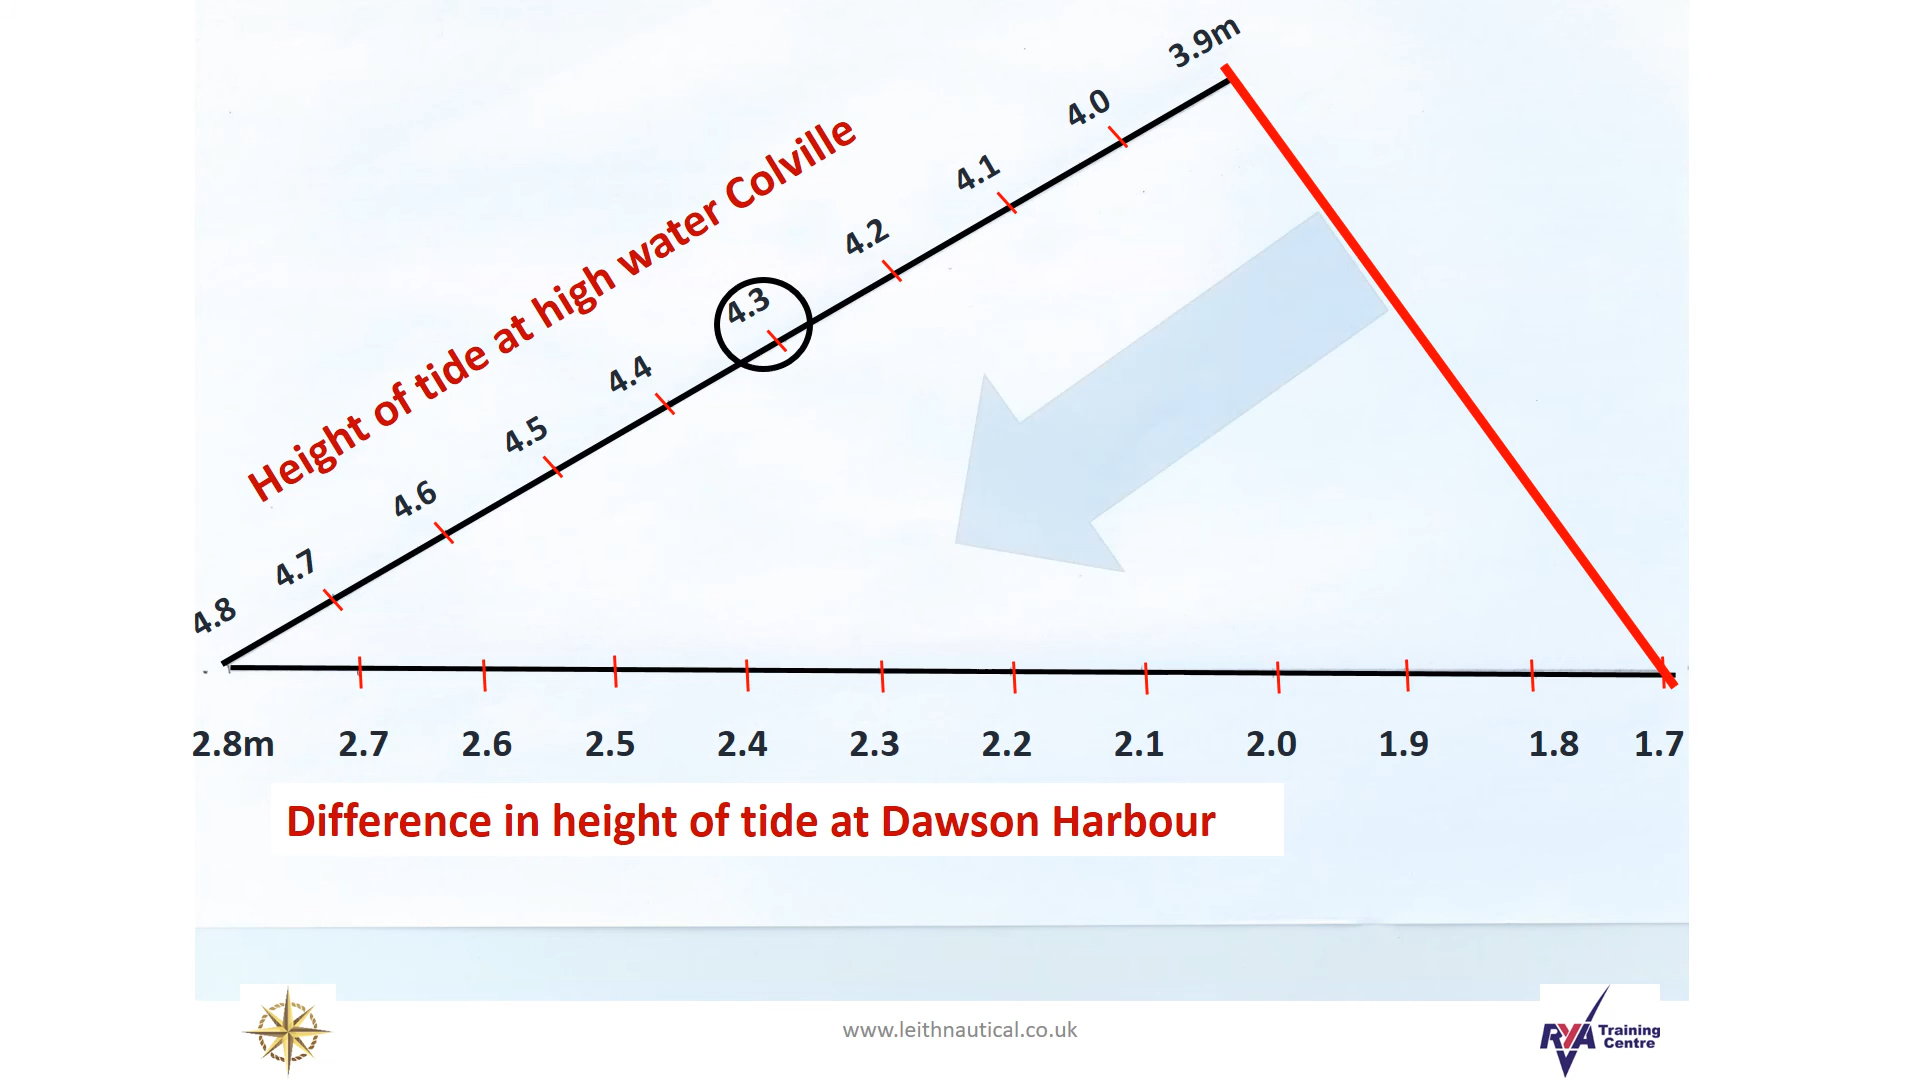 3.9m
4.0
4.1
4.2
4.3
4.4
4.5
4.6
4.7
4.8
Height of tide at high water Colville
2.8m 2.7 2.6 2.5 2.4 2.3 2.2 2.1 2.0 1.9 1.8 1.7
Difference in height of tide at Dawson Harbour
www.leithnautical.co.uk
RYA Training
Centre